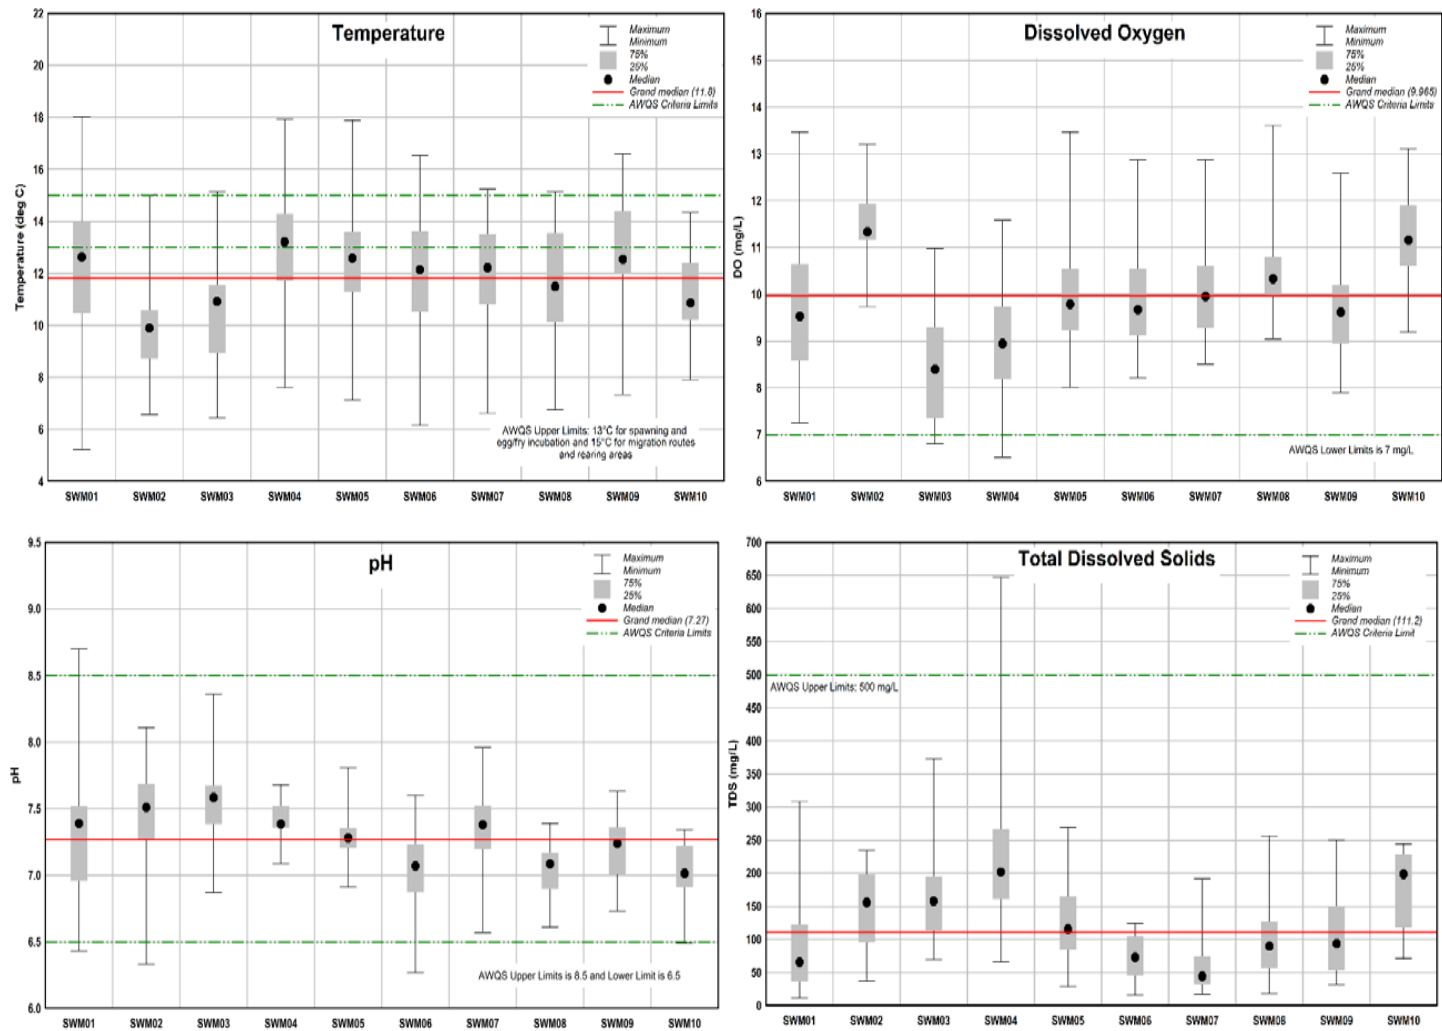 Temperature
Maximum
Minimum
75%
25%
Median
Grand median (11.8)
AWQS Criteria Limits
22
20
18
16
14
12
10
8
6
4
Temperature (deg C)
AWQS Upper Limits: 13°C for spawning and
egg/fry incubation and 15°C for migration routes
and rearing areas
SWM01 SWM02 SWM03 SWM04 SWM05 SWM06 SWM07 SWM08 SWM09 SWM10
Dissolved Oxygen
Maximum
Minimum
75%
25%
Median
Grand median (9.965)
AWQS Criteria Limits
16
15
14
13
12
11
10
9
8
7
6
DO (mg/L)
AWQS Lower Limits is 7 mg/L
SWM01 SWM02 SWM03 SWM04 SWM05 SWM06 SWM07 SWM08 SWM09 SWM10
pH
Maximum
Minimum
75%
25%
Median
Grand median (7.27)
AWQS Criteria Limits
9.5
9.0
8.5
8.0
7.5
7.0
6.5
6.0
pH
AWQS Upper Limits is 8.5 and Lower Limit is 6.5
SWM01 SWM02 SWM03 SWM04 SWM05 SWM06 SWM07 SWM08 SWM09 SWM10
Total Dissolved Solids
Maximum
Minimum
75%
25%
Median
Grand median (111.2)
AWQS Criteria Limit
700
650
600
550
500
450
400
350
300
250
200
150
100
50
0
TDS (mg/L)
AWQS Upper Limits: 500 mg/L
SWM01 SWM02 SWM03 SWM04 SWM05 SWM06 SWM07 SWM08 SWM09 SWM10